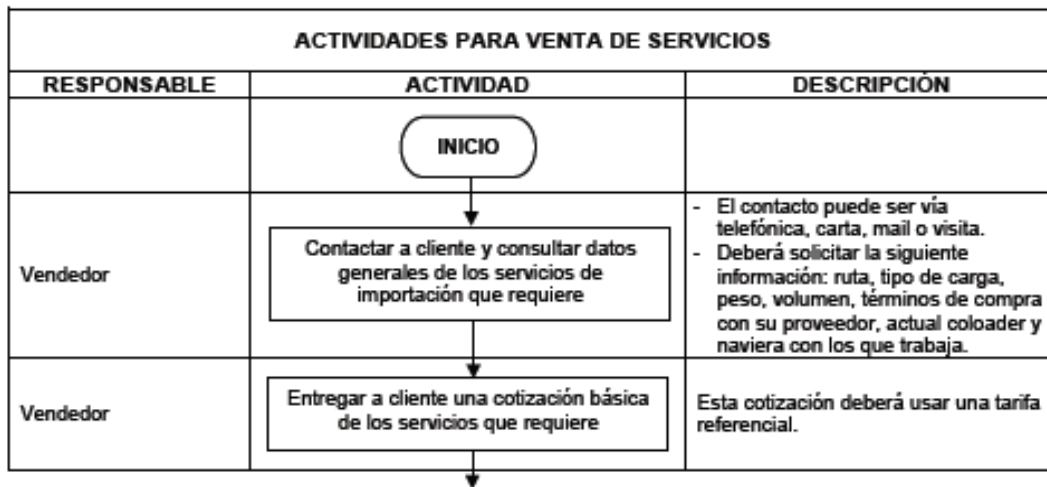 ACTIVIDADES PARA VENTA DE SERVICIOS
RESPONSABLE ACTIVIDAD DESCRIPCIÓN
INICIO
Vendedor
Contactar a cliente y consultar datos
generales de los servicios de
importación que requiere
- El contacto puede ser vía
telefónica, carta, mail o visita.
- Deberá solicitar la siguiente
información: ruta, tipo de carga,
peso, volumen, términos de compra
con su proveedor, actual coloader y
naviera con los que trabaja.
Vendedor
Entregar a cliente una cotización básica
de los servicios que requiere
Esta cotización deberá usar una tarifa
referencial.